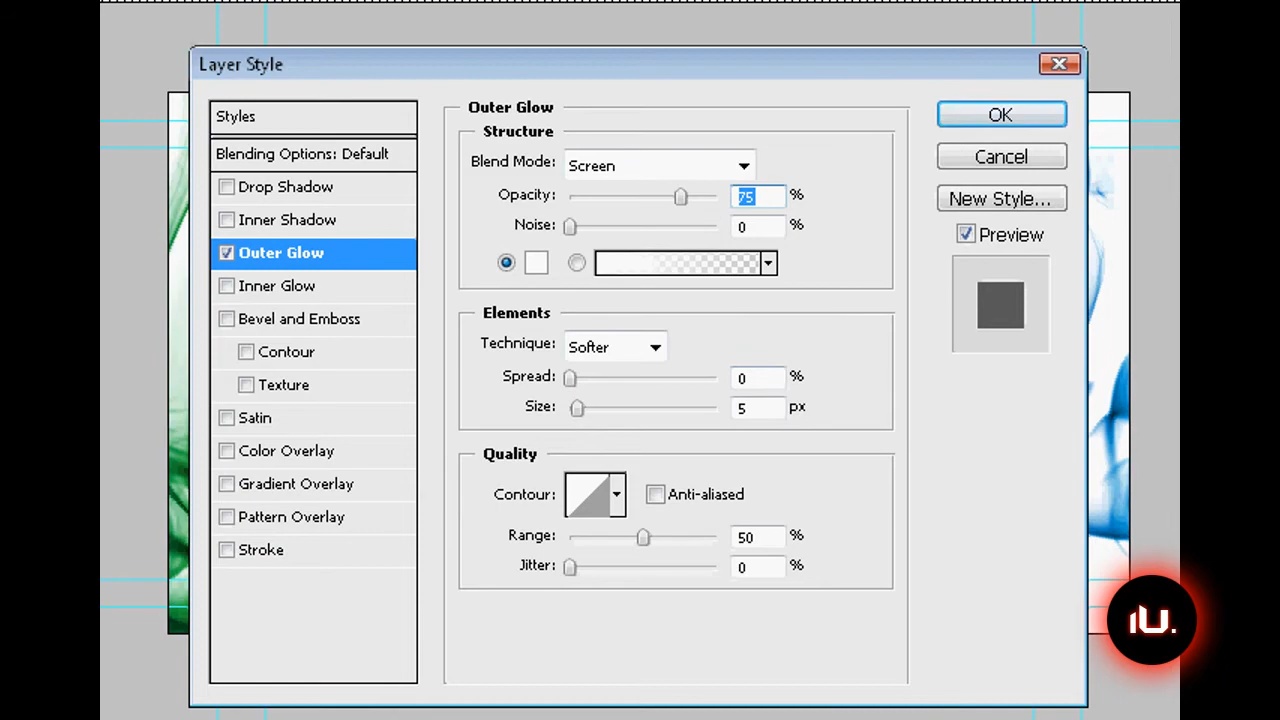 Layer Style
Styles
Blending Options: Default
Drop Shadow
Inner Shadow
Outer Glow
Inner Glow
Bevel and Emboss
Contour
Texture
Satin
Color Overlay
Gradient Overlay
Pattern Overlay
Stroke
Outer Glow
Structure
Blend Mode: Screen
Opacity: 75 %
Noise: 0 %
Elements
Technique: Softer
Spread: 0 %
Size: 5 px
Quality
Contour: Anti-aliased
Range: 50 %
Jitter: 0 %
OK
Cancel
New Style...
Preview
iU.